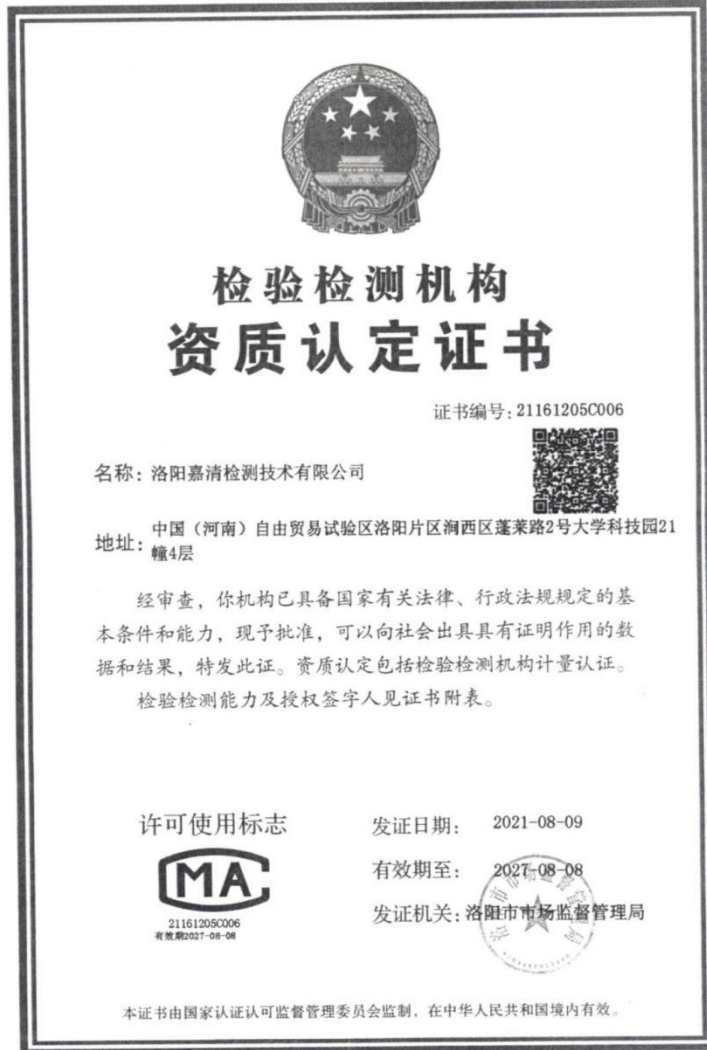 检验检测机构
资质认定证书
证书编号:21161205C006
名称:洛阳嘉清检测技术有限公司
地址:中国(河南)自由贸易试验区洛阳片区涧西区蓬莱路2号大学科技园21
幢4层
经审查,你机构已具备国家有关法律、行政法规规定的基
本条件和能力,现予批准,可以向社会出具具有证明作用的数
据和结果,特发此证。资质认定包括检验检测机构计量认证。
检验检测能力及授权签字人见证书附表。
许可使用标志
MA
21161205C006
有效期2027-08-08
发证日期: 2021-08-09
有效期至: 2027-08-08
发证机关:洛阳市市场监督管理局
洛阳市市场监督管理局
本证书由国家认证认可监督管理委员会监制,在中华人民共和国境内有效。